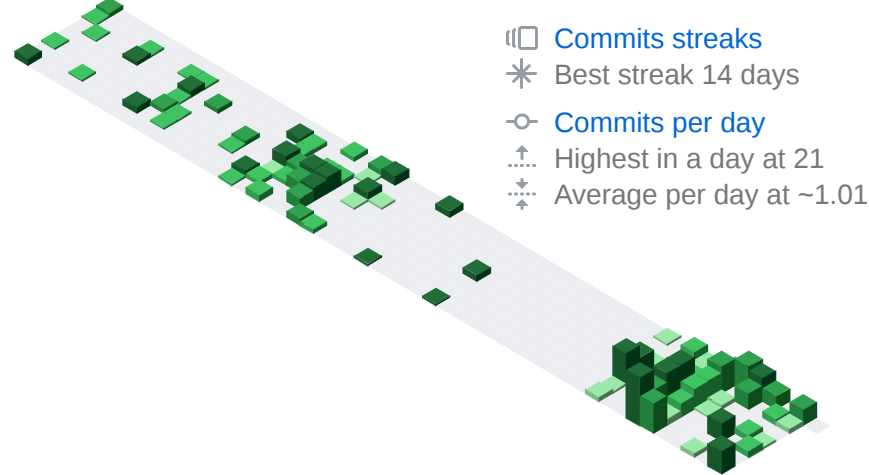 Commits streaks
Best streak 14 days
Commits per day
Highest in a day at 21
Average per day at ~1.01